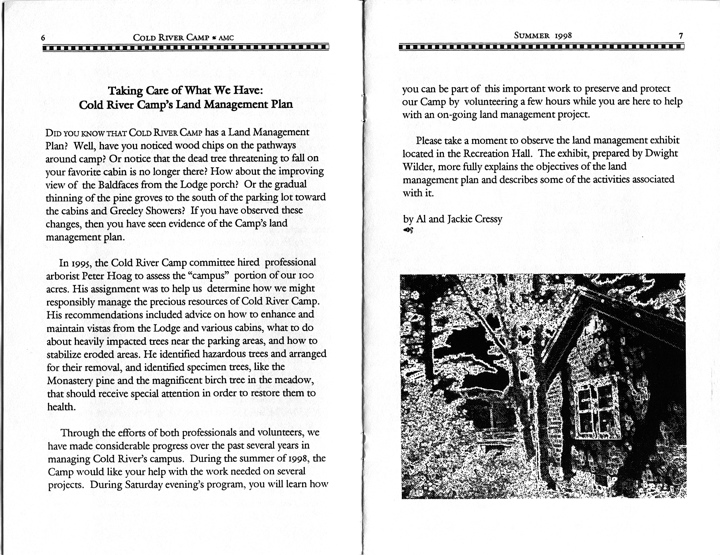 6
COLD RIVER CAMP ■ AMC
Taking Care of What We Have:
Cold River Camp's Land Management Plan
DID YOU KNOW THAT COLD RIVER CAMP has a Land Management
Plan? Well, have you noticed wood chips on the pathways
around camp? Or notice that the dead tree threatening to fall on
your favorite cabin is no longer there? How about the improving
view of the Baldfaces from the Lodge porch? Or the gradual
thinning of the pine groves to the south of the parking lot toward
the cabins and Greeley Showers? If you have observed these
changes, then you have seen evidence of the Camp's land
management plan.
In 1995, the Cold River Camp committee hired professional
arborist Peter Hoag to assess the "campus" portion of our 100
acres. His assignment was to help us determine how we might
responsibly manage the precious resources of Cold River Camp.
His recommendations included advice on how to enhance and
maintain vistas from the Lodge and various cabins, what to do
about heavily impacted trees near the parking areas, and how to
stabilize eroded areas. He identified hazardous trees and arranged
for their removal, and identified specimen trees, like the
Monastery pine and the magnificent birch tree in the meadow,
that should receive special attention in order to restore them to
health.
Through the efforts of both professionals and volunteers, we
have made considerable progress over the past several years in
managing Cold River's campus. During the summer of 1998, the
Camp would like your help with the work needed on several
projects. During Saturday evening's program, you will learn how
SUMMER 1998
7
you can be part of this important work to preserve and protect
our Camp by volunteering a few hours while you are here to help
with an on-going land management project.
Please take a moment to observe the land management exhibit
located in the Recreation Hall. The exhibit, prepared by Dwight
Wilder, more fully explains the objectives of the land
management plan and describes some of the activities associated
with it.
by Al and Jackie Cressy